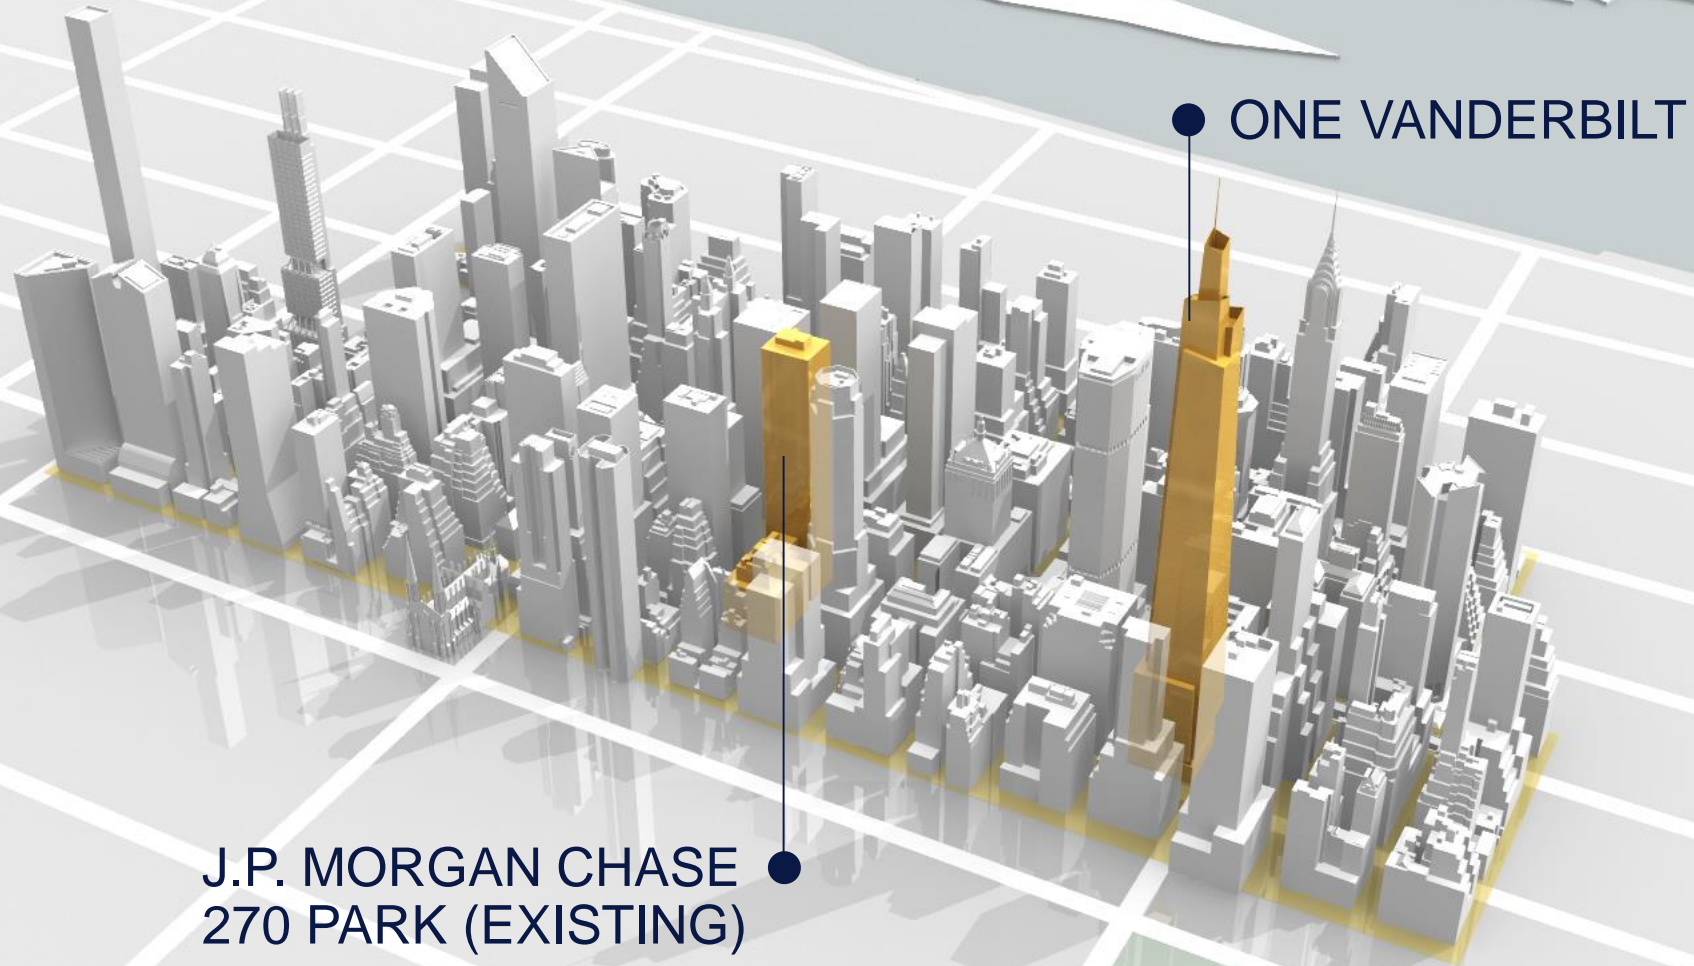 ONE VANDERBILT
J.P. MORGAN CHASE
270 PARK (EXISTING)